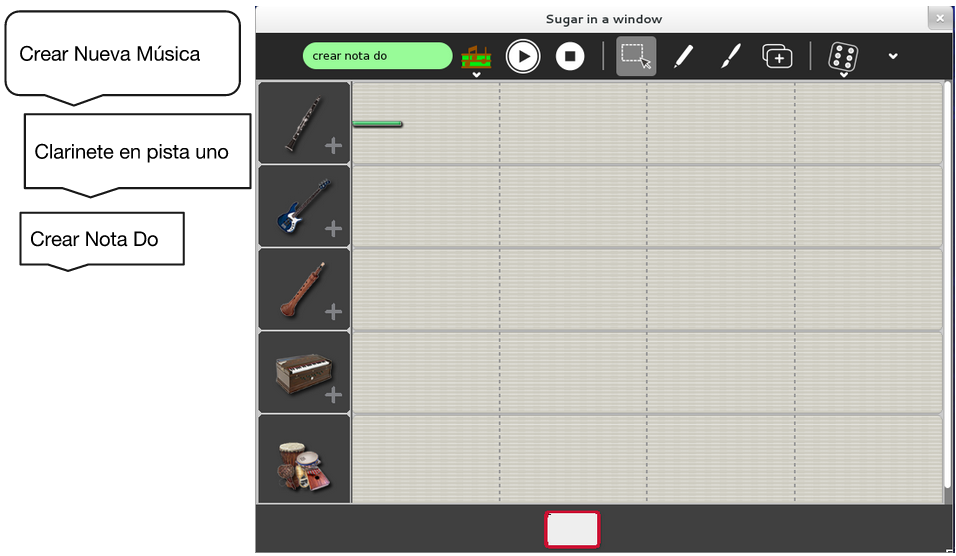 Crear Nueva Música
Clarinete en pista uno
Crear Nota Do
Sugar in a window
crear nota do